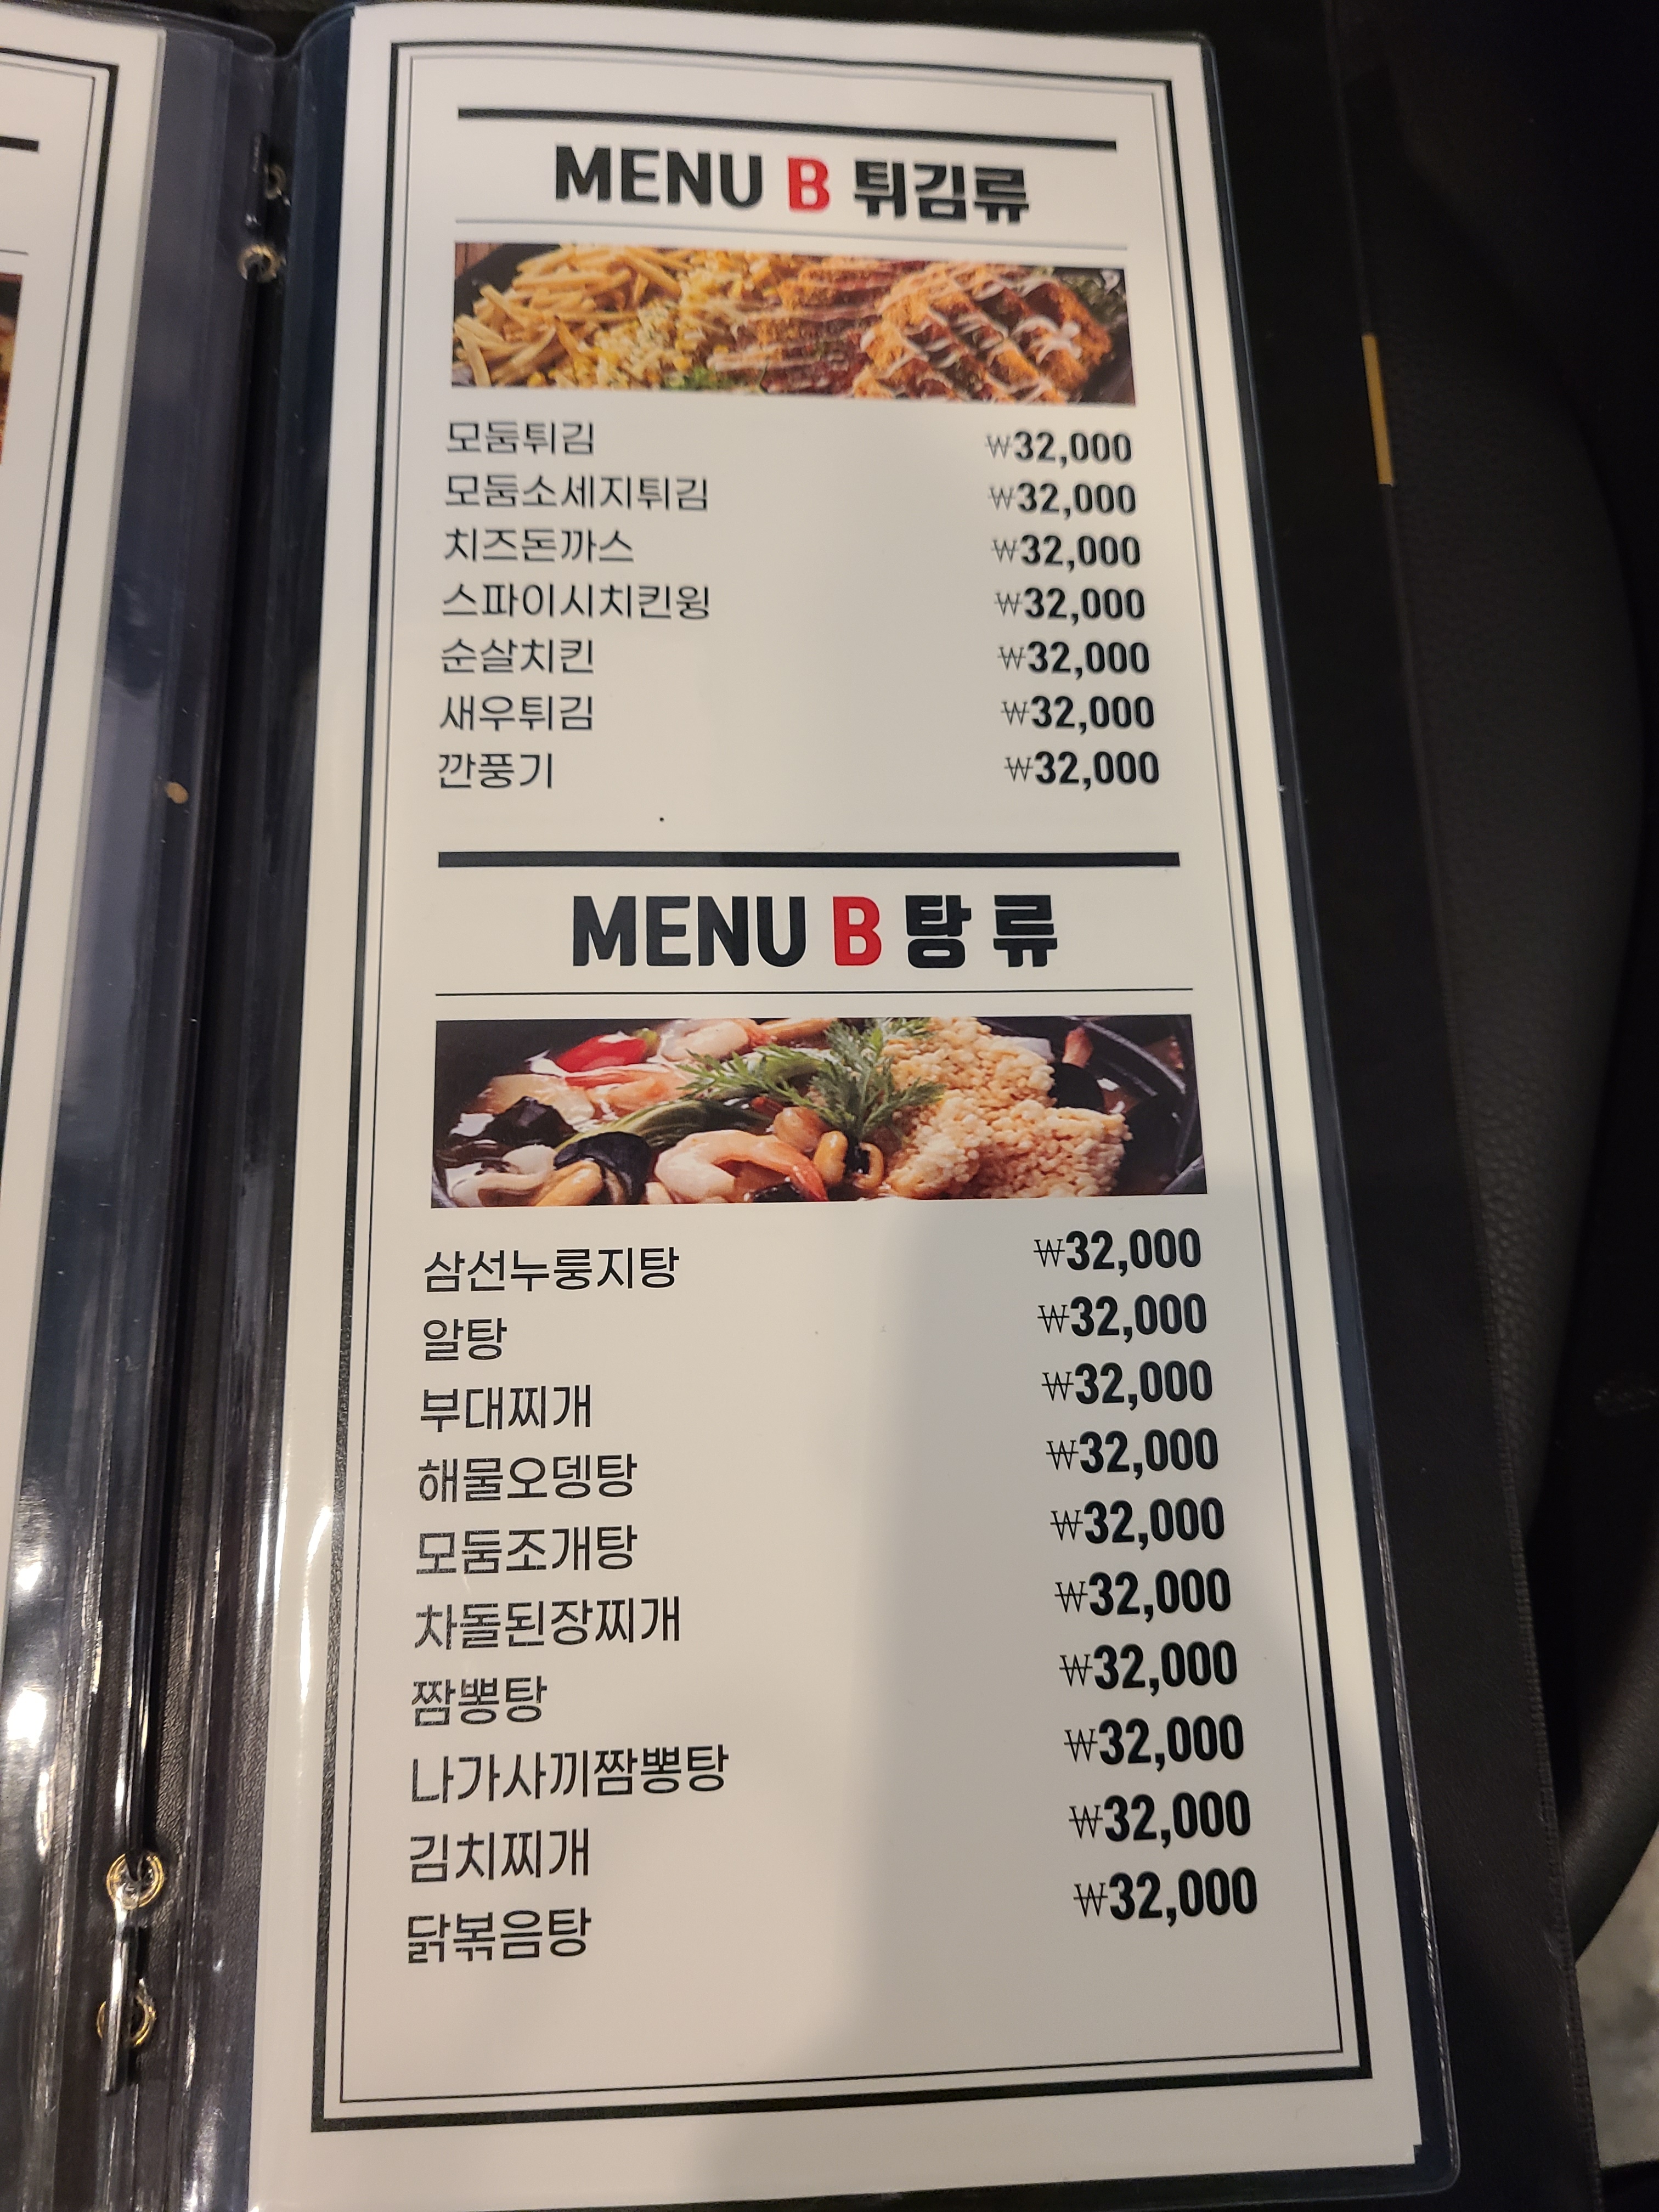 MENU B 튀김류
모둠튀김 ₩32,000
모둠소세지튀김 ₩32,000
치즈돈까스 ₩32,000
스파이시치킨윙 ₩32,000
순살치킨 ₩32,000
새우튀김 ₩32,000
깐풍기 ₩32,000
MENU B 탕 류
삼선누룽지탕 ₩32,000
알탕 ₩32,000
부대찌개 ₩32,000
해물오뎅탕 ₩32,000
모둠조개탕 ₩32,000
차돌된장찌개 ₩32,000
짬뽕탕 ₩32,000
나가사끼짬뽕탕 ₩32,000
김치찌개 ₩32,000
닭볶음탕 ₩32,000